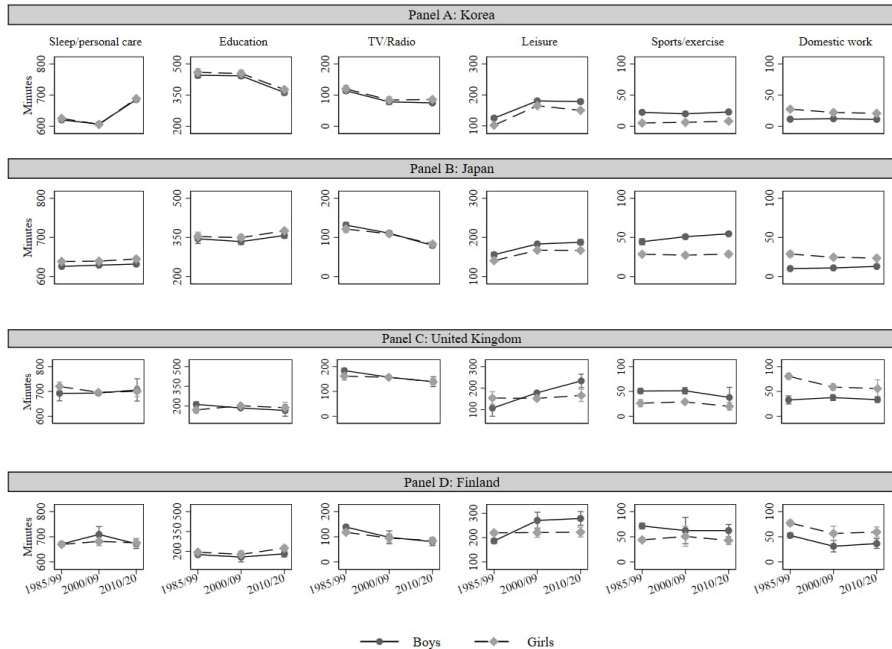 Panel A: Korea
Sleep/personal care Education TV/Radio Leisure Sports/exercise Domestic work
Minutes
600 700 800
200 350 500
0 100 200
100 200 300
0 50 100
0 50 100
Panel B: Japan
600 700 800
200 350 500
0 100 200
100 200 300
0 50 100
0 50 100
Panel C: United Kingdom
Minutes
600 700 800
200 350 500
0 100 200
100 200 300
0 50 100
0 50 100
Panel D: Finland
Minutes
600 700 800
200 350 500
0 100 200
100 200 300
0 50 100
0 50 100
1985/99 2000/09 2010/20 1985/99 2000/09 2010/20 1985/99 2000/09 2010/20 1985/99 2000/09 2010/20 1985/99 2000/09 2010/20 1985/99 2000/09 2010/20
Boys Girls